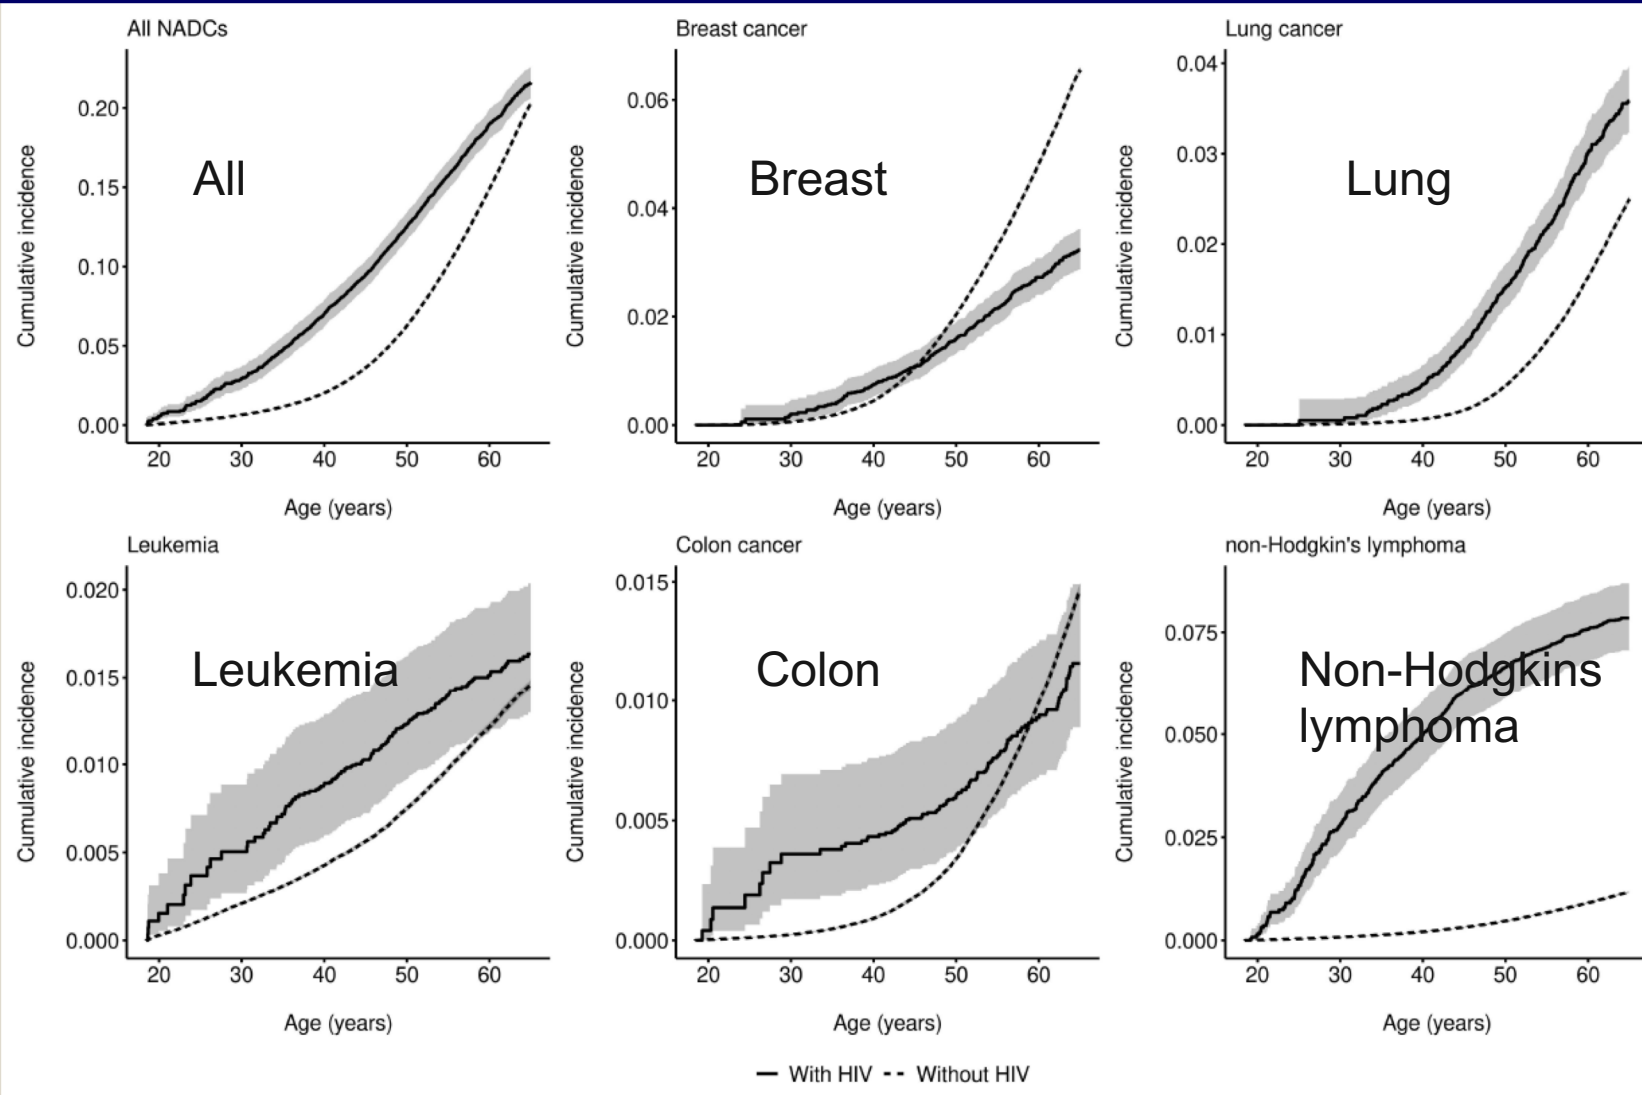 All NADCs
Cumulative incidence
0.20
0.15
0.10
0.05
0.00
All
20 30 40 50 60
Age (years)
Breast cancer
Cumulative incidence
0.06
0.04
0.02
0.00
Breast
20 30 40 50 60
Age (years)
Lung cancer
Cumulative incidence
0.04
0.03
0.02
0.01
0.00
Lung
20 30 40 50 60
Age (years)
Leukemia
Cumulative incidence
0.020
0.015
0.010
0.005
0.000
Leukemia
20 30 40 50 60
Age (years)
Colon cancer
Cumulative incidence
0.015
0.010
0.005
0.000
Colon
20 30 40 50 60
Age (years)
non-Hodgkin's lymphoma
Cumulative incidence
0.075
0.050
0.025
0.000
Non-Hodgkins
lymphoma
20 30 40 50 60
Age (years)
With HIV Without HIV